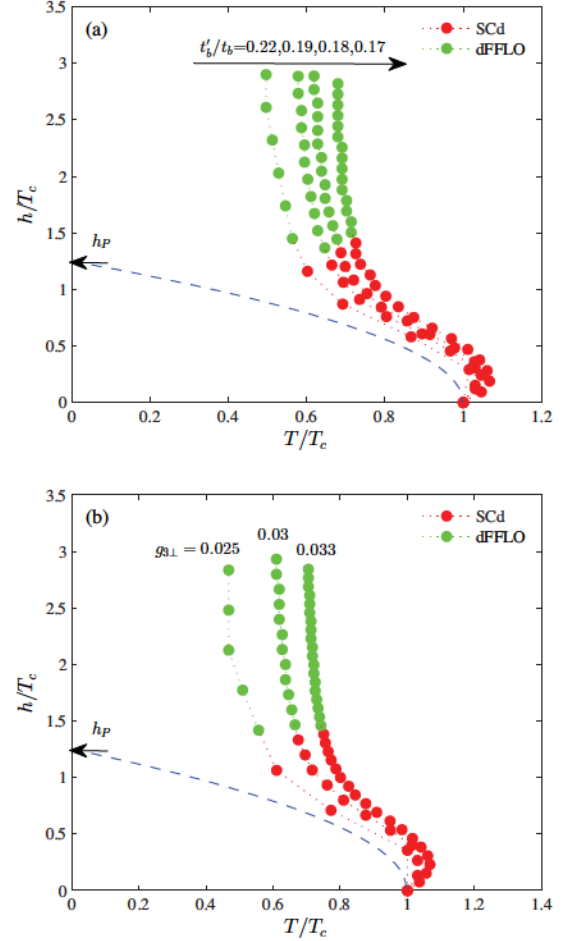 (a)
SCd
dFFLO
t′b/tb=0.22,0.19,0.18,0.17
3.5
3
2.5
2
1.5
1
0.5
0
h/Tc
hP
0 0.2 0.4 0.6 0.8 1 1.2
T/Tc
(b)
SCd
dFFLO
g3⊥ = 0.025
0.03
0.033
3.5
3
2.5
2
1.5
1
0.5
0
h/Tc
hP
0 0.2 0.4 0.6 0.8 1 1.2 1.4
T/Tc